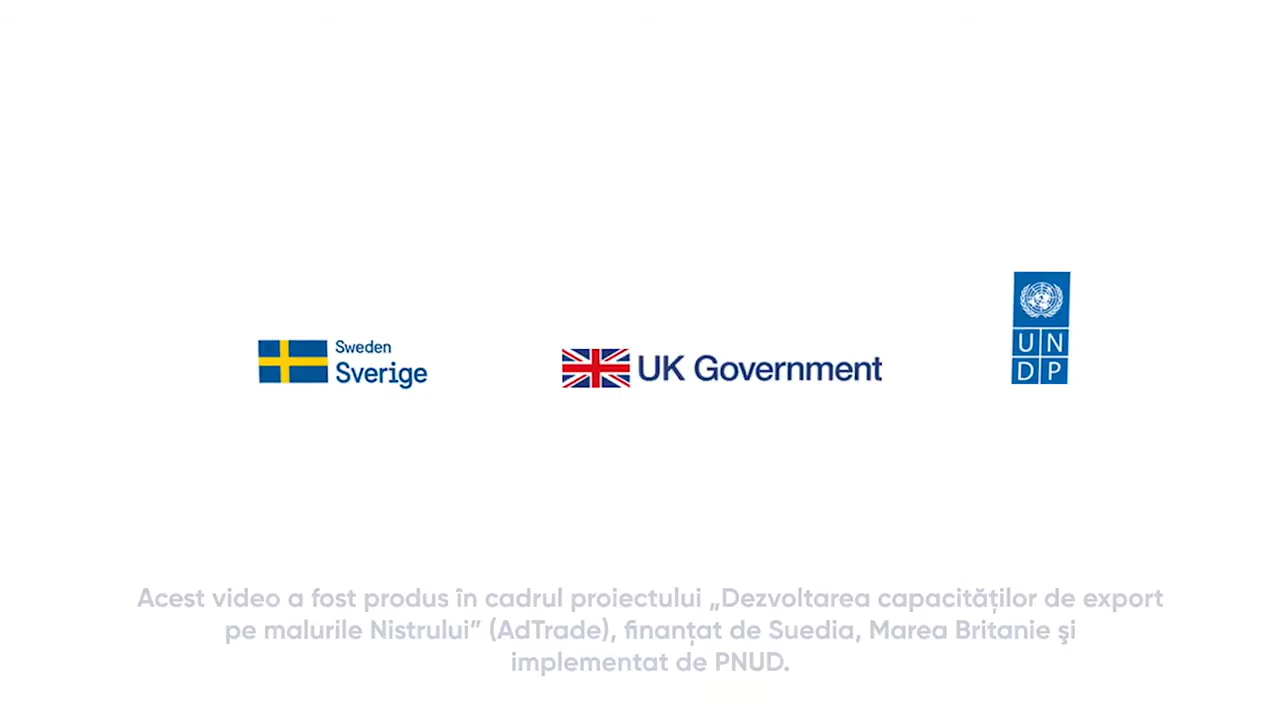 Sweden
Sverige
UK Government
U N
D P
Acest video a fost produs în cadrul proiectului „Dezvoltarea capacităților de export
pe malurile Nistrului” (AdTrade), finanțat de Suedia, Marea Britanie şi
implementat de PNUD.